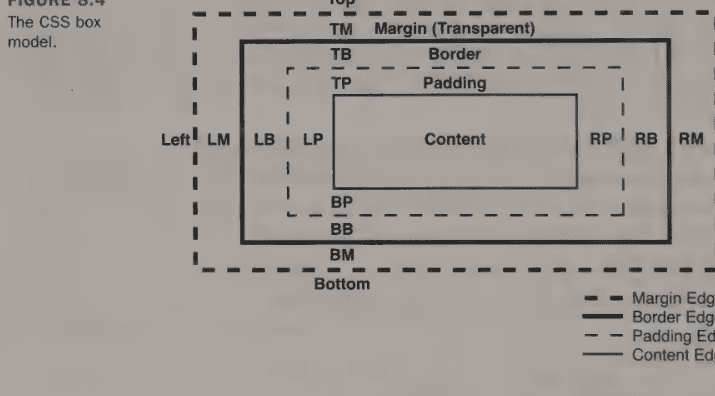 FIGURE 8.4
The CSS box
model.
Top
TM Margin (Transparent)
TB Border
TP Padding
Left LM LB LP Content RP RB RM
BP
BB
BM
Bottom
Margin Edg
Border Edg
Padding Ed
Content Ed